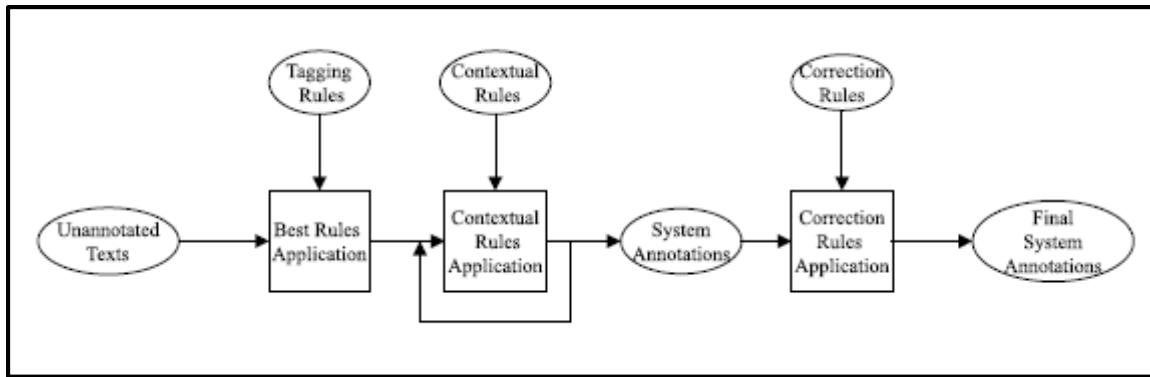 Tagging
Rules
Contextual
Rules
Correction
Rules
Unannotated
Texts
Best Rules
Application
Contextual
Rules
Application
System
Annotations
Correction
Rules
Application
Final
System
Annotations